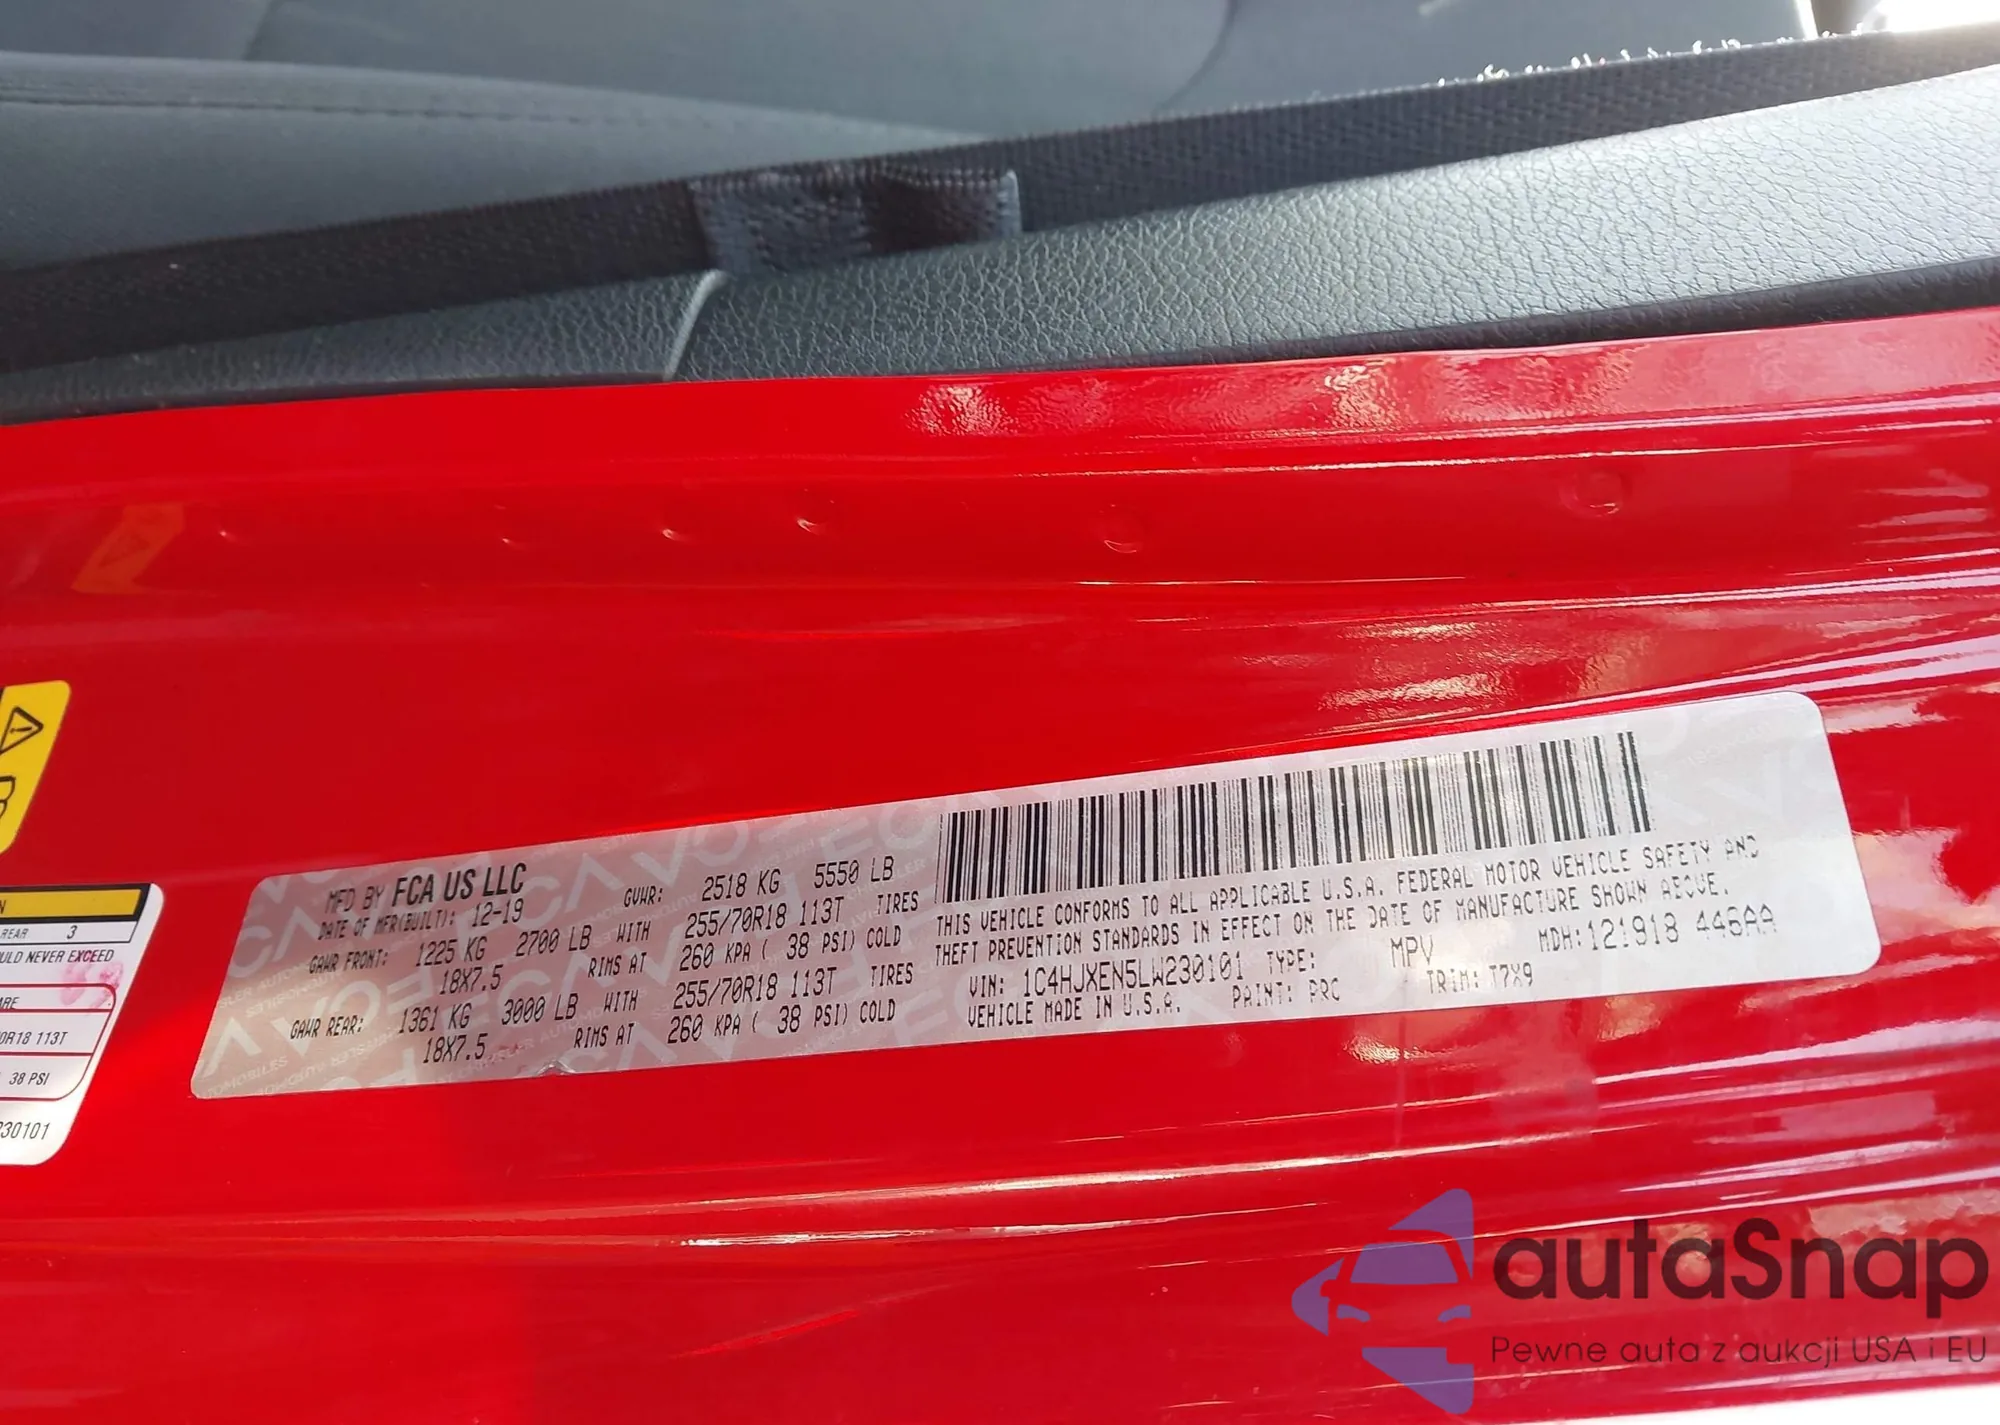 MFD BY FCA US LLC
DATE OF MFR(BUILT): 12-19
GVWR: 2518 KG 5550 LB
GAWR FRONT: 1225 KG 2700 LB WITH 255/70R18 113T TIRES
18X7.5 RIMS AT 260 KPA ( 38 PSI) COLD
GAWR REAR: 1361 KG 3000 LB WITH 255/70R18 113T TIRES
18X7.5 RIMS AT 260 KPA ( 38 PSI) COLD
THIS VEHICLE CONFORMS TO ALL APPLICABLE U.S.A. FEDERAL MOTOR VEHICLE SAFETY AND
THEFT PREVENTION STANDARDS IN EFFECT ON THE DATE OF MANUFACTURE SHOWN ABOVE.
VIN: 1C4HJXEN5LW230101 TYPE: MPV MDH: 121918 446AA
VEHICLE MADE IN U.S.A. PAINT: PRC TRIM: T7X9
REAR 3
ULD NEVER EXCEED
ARE
0R18 113T
38 PSI
230101
autaSnap
Pewne auta z aukcji USA i EU